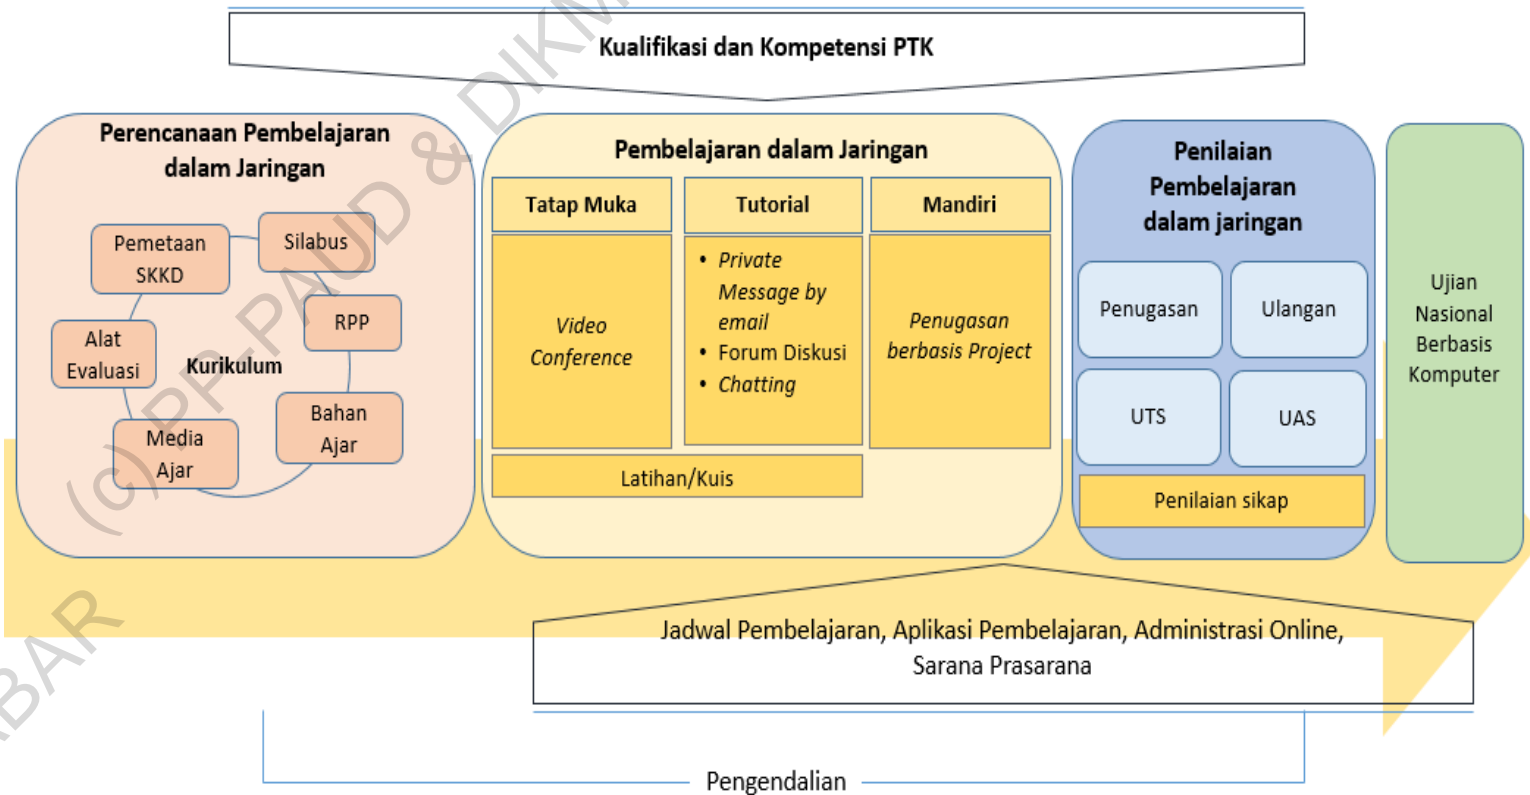 Kualifikasi dan Kompetensi PTK
Perencanaan Pembelajaran
dalam Jaringan
Pemetaan
SKKD
Silabus
RPP
Bahan
Ajar
Media
Ajar
Alat
Evaluasi
Kurikulum
Pembelajaran dalam Jaringan
Tatap Muka
Video
Conference
Tutorial
• Private
Message by
email
• Forum Diskusi
• Chatting
Mandiri
Penugasan
berbasis Project
Latihan/Kuis
Penilaian
Pembelajaran
dalam jaringan
Penugasan
Ulangan
UTS
UAS
Penilaian sikap
Ujian
Nasional
Berbasis
Komputer
Jadwal Pembelajaran, Aplikasi Pembelajaran, Administrasi Online,
Sarana Prasarana
Pengendalian
(c) PP-PAUD & DIKM